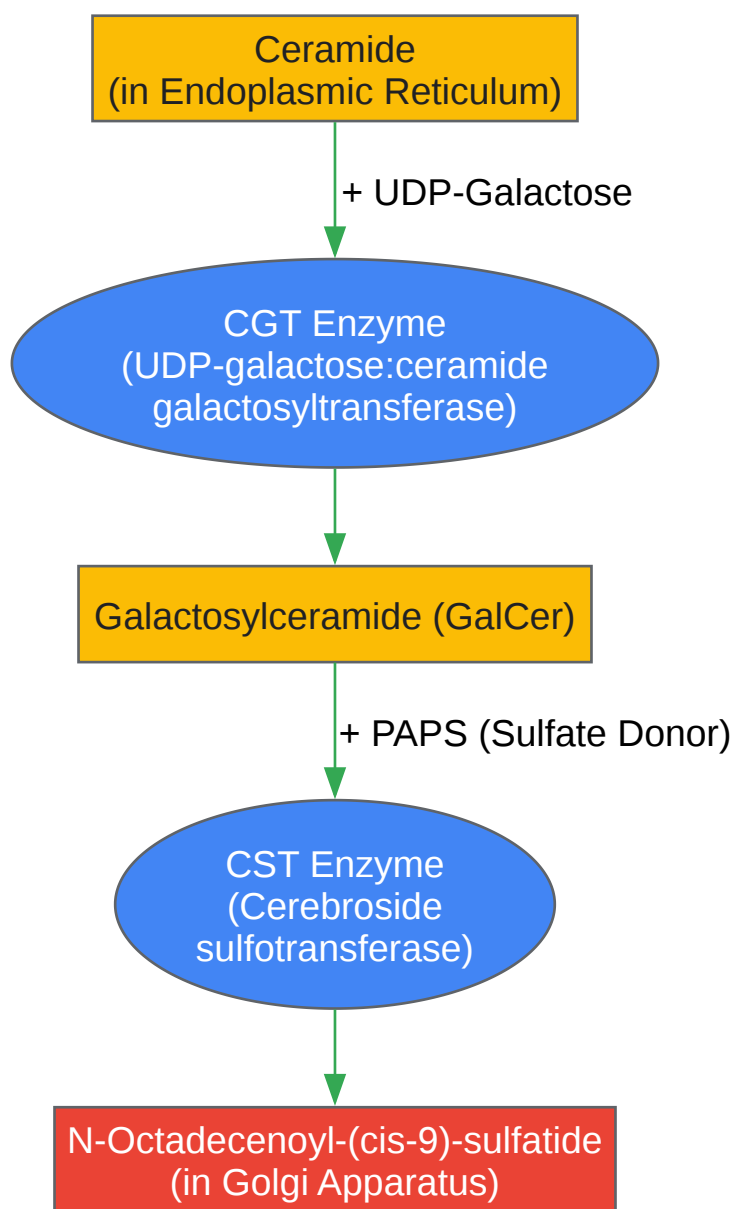 Ceramide
(in Endoplasmic Reticulum)
+ UDP-Galactose
CGT Enzyme
(UDP-galactose:ceramide
galactosyltransferase)
Galactosylceramide (GalCer)
+ PAPS (Sulfate Donor)
CST Enzyme
(Cerebroside
sulfotransferase)
N-Octadecenoyl-(cis-9)-sulfatide
(in Golgi Apparatus)